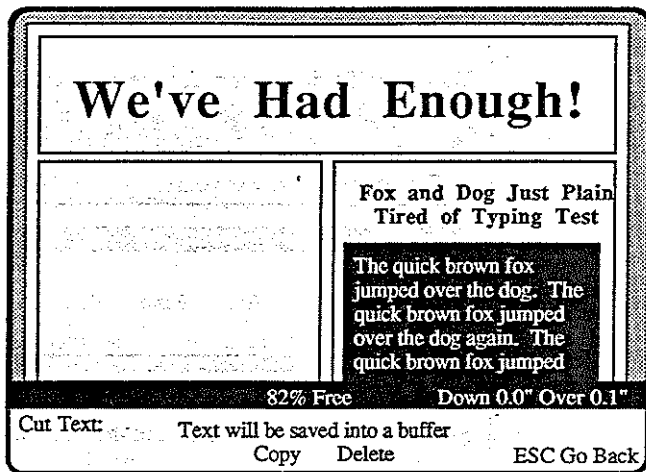 We've Had Enough!
Fox and Dog Just Plain
Tired of Typing Test
The quick brown fox
jumped over the dog. The
quick brown fox jumped
over the dog again. The
quick brown fox jumped
82% Free Down 0.0" Over 0.1"
Cut Text: Text will be saved into a buffer
Copy Delete ESC Go Back